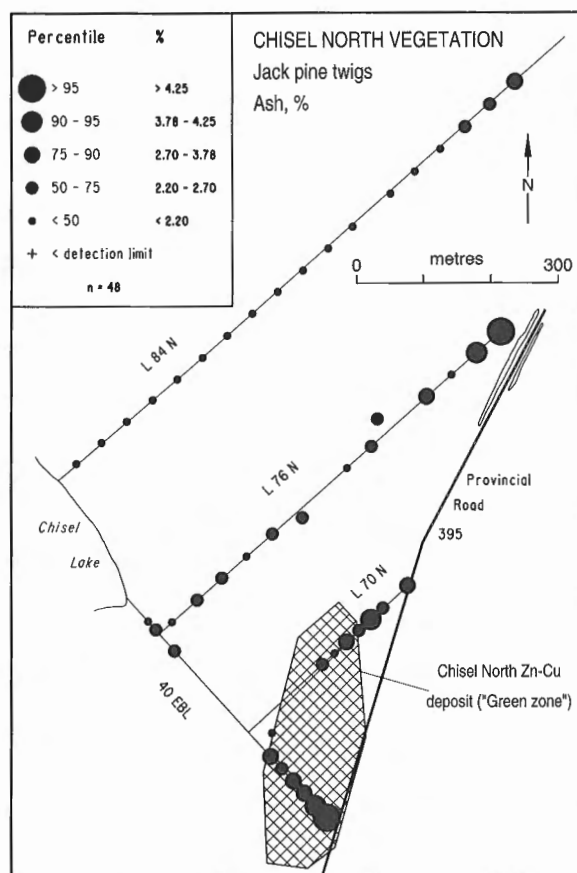 Percentile %
> 95 > 4.25
90 - 95 3.78 - 4.25
75 - 90 2.70 - 3.78
50 - 75 2.20 - 2.70
< 50 < 2.20
+ < detection limit
n = 48
CHISEL NORTH VEGETATION
Jack pine twigs
Ash, %
N
metres
0 300
L 84 N
L 76 N
Provincial
Road
395
Chisel
Lake
L 70 N
40 EBL
Chisel North Zn-Cu
deposit ("Green zone")